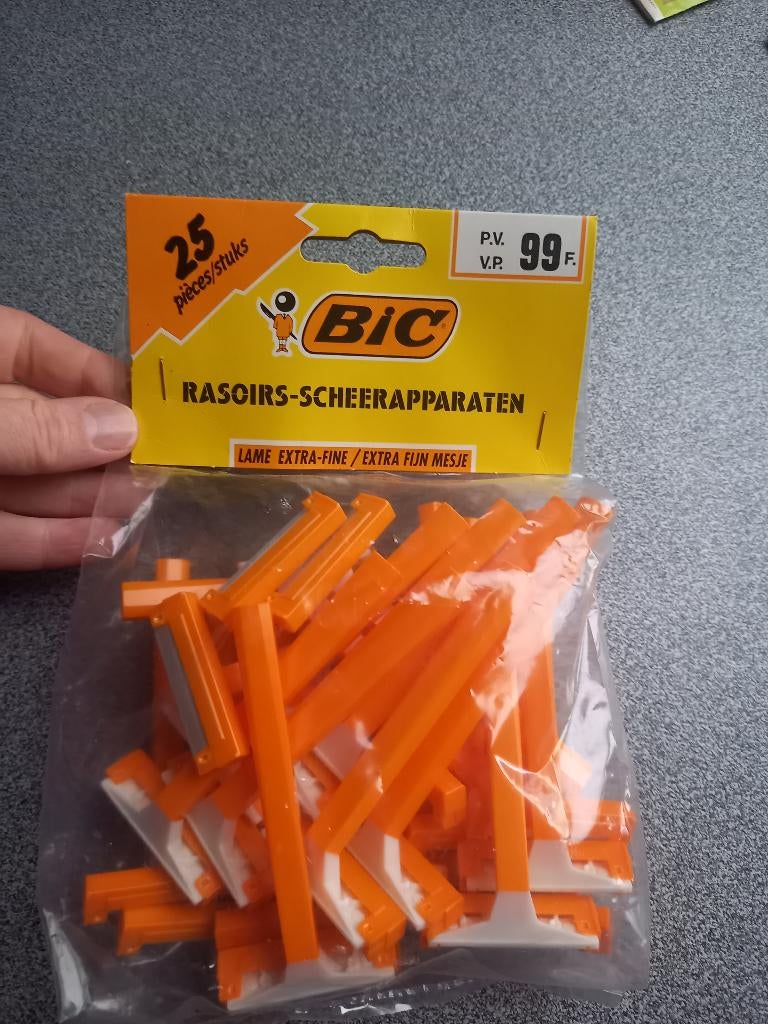 25
pièces/stuks
P.V.
V.P. 99 F.
BiC®
RASOIRS-SCHEERAPPARATEN
LAME EXTRA-FINE / EXTRA FIJN MESJE